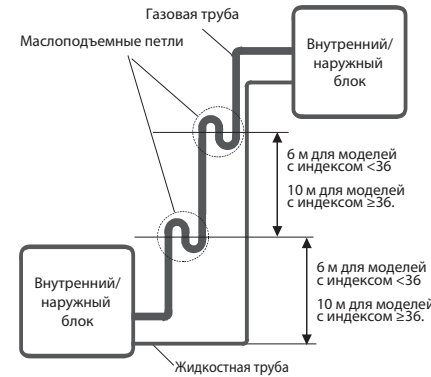 Газовая труба
Маслоподъемные петли
Внутренний/
наружный
блок
6 м для моделей
с индексом <36
10 м для моделей
с индексом ≥36.
6 м для моделей
с индексом <36
10 м для моделей
с индексом ≥36.
Внутренний/
наружный
блок
Жидкостная труба